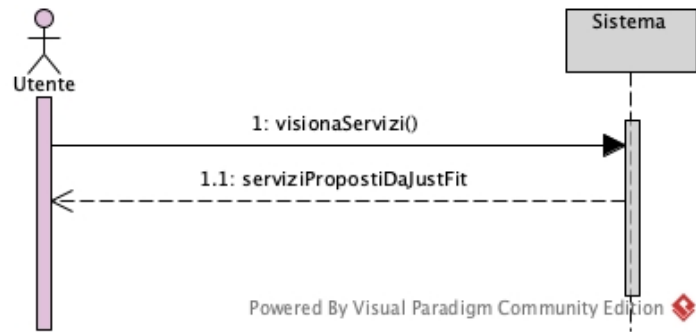 Sistema
Utente
1: visionaServizi()
1.1: serviziPropostiDaJustFit
Powered By Visual Paradigm Community Edition